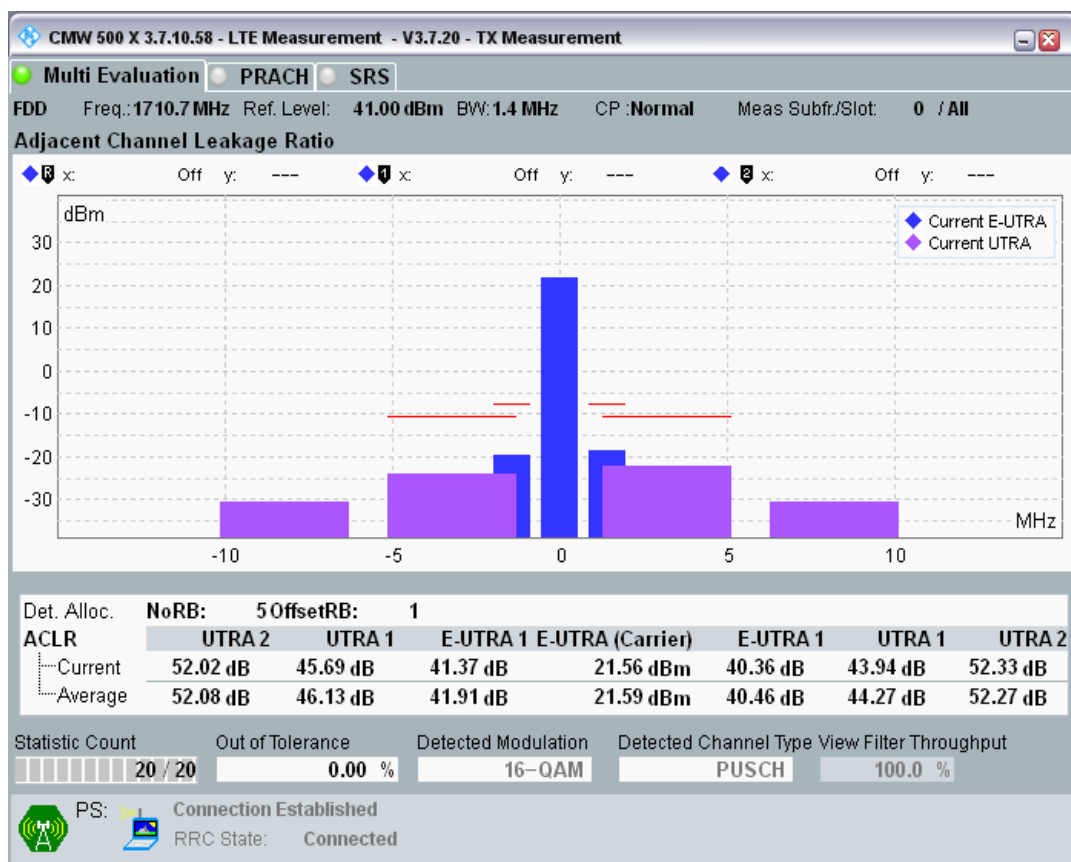 CMW 500 X 3.7.10.58 - LTE Measurement - V3.7.20 - TX Measurement
Multi Evaluation PRACH SRS
FDD Freq.: 1710.7 MHz Ref. Level: 41.00 dBm BW: 1.4 MHz CP :Normal Meas Subfr./Slot: 0 / All
Adjacent Channel Leakage Ratio
R x: Off y: --- 1 x: Off y: --- 2 x: Off y: ---
dBm
Current E-UTRA
Current UTRA
30
20
10
0
-10
-20
-30
MHz
-10 -5 0 5 10
Det. Alloc. NoRB: 5 OffsetRB: 1
ACLR UTRA 2 UTRA 1 E-UTRA 1 E-UTRA (Carrier) E-UTRA 1 UTRA 1 UTRA 2
Current 52.02 dB 45.69 dB 41.37 dB 21.56 dBm 40.36 dB 43.94 dB 52.33 dB
Average 52.08 dB 46.13 dB 41.91 dB 21.59 dBm 40.46 dB 44.27 dB 52.27 dB
Statistic Count Out of Tolerance Detected Modulation Detected Channel Type View Filter Throughput
20 / 20 0.00 % 16-QAM PUSCH 100.0 %
PS: Connection Established
RRC State: Connected